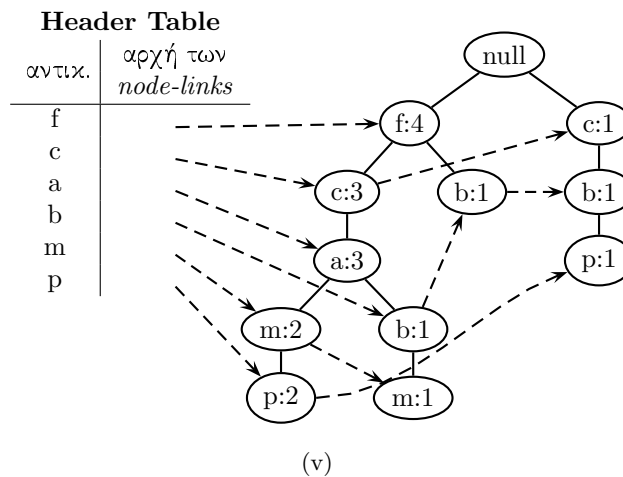 Header Table
αντικ. αρχή των
node-links
null
f:4 c:1
f
c
a
b
m
p
c:3 b:1 b:1
a:3 p:1
m:2 b:1
p:2 m:1
(v)